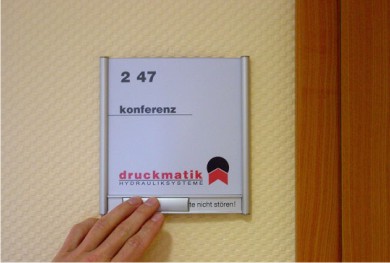 2 47
konferenz
druckmatik
HYDRAULIKSYSTEME
te nicht stören!